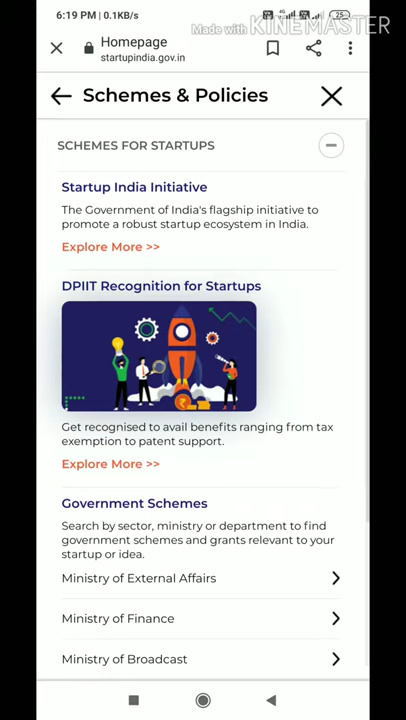 6:19 PM | 0.1KB/s
4G
25
Made with KINEMASTER
Homepage
startupindia.gov.in
Schemes & Policies
SCHEMES FOR STARTUPS
Startup India Initiative
The Government of India's flagship initiative to
promote a robust startup ecosystem in India.
Explore More >>
DPIIT Recognition for Startups
₹
Get recognised to avail benefits ranging from tax
exemption to patent support.
Explore More >>
Government Schemes
Search by sector, ministry or department to find
government schemes and grants relevant to your
startup or idea.
Ministry of External Affairs
Ministry of Finance
Ministry of Broadcast